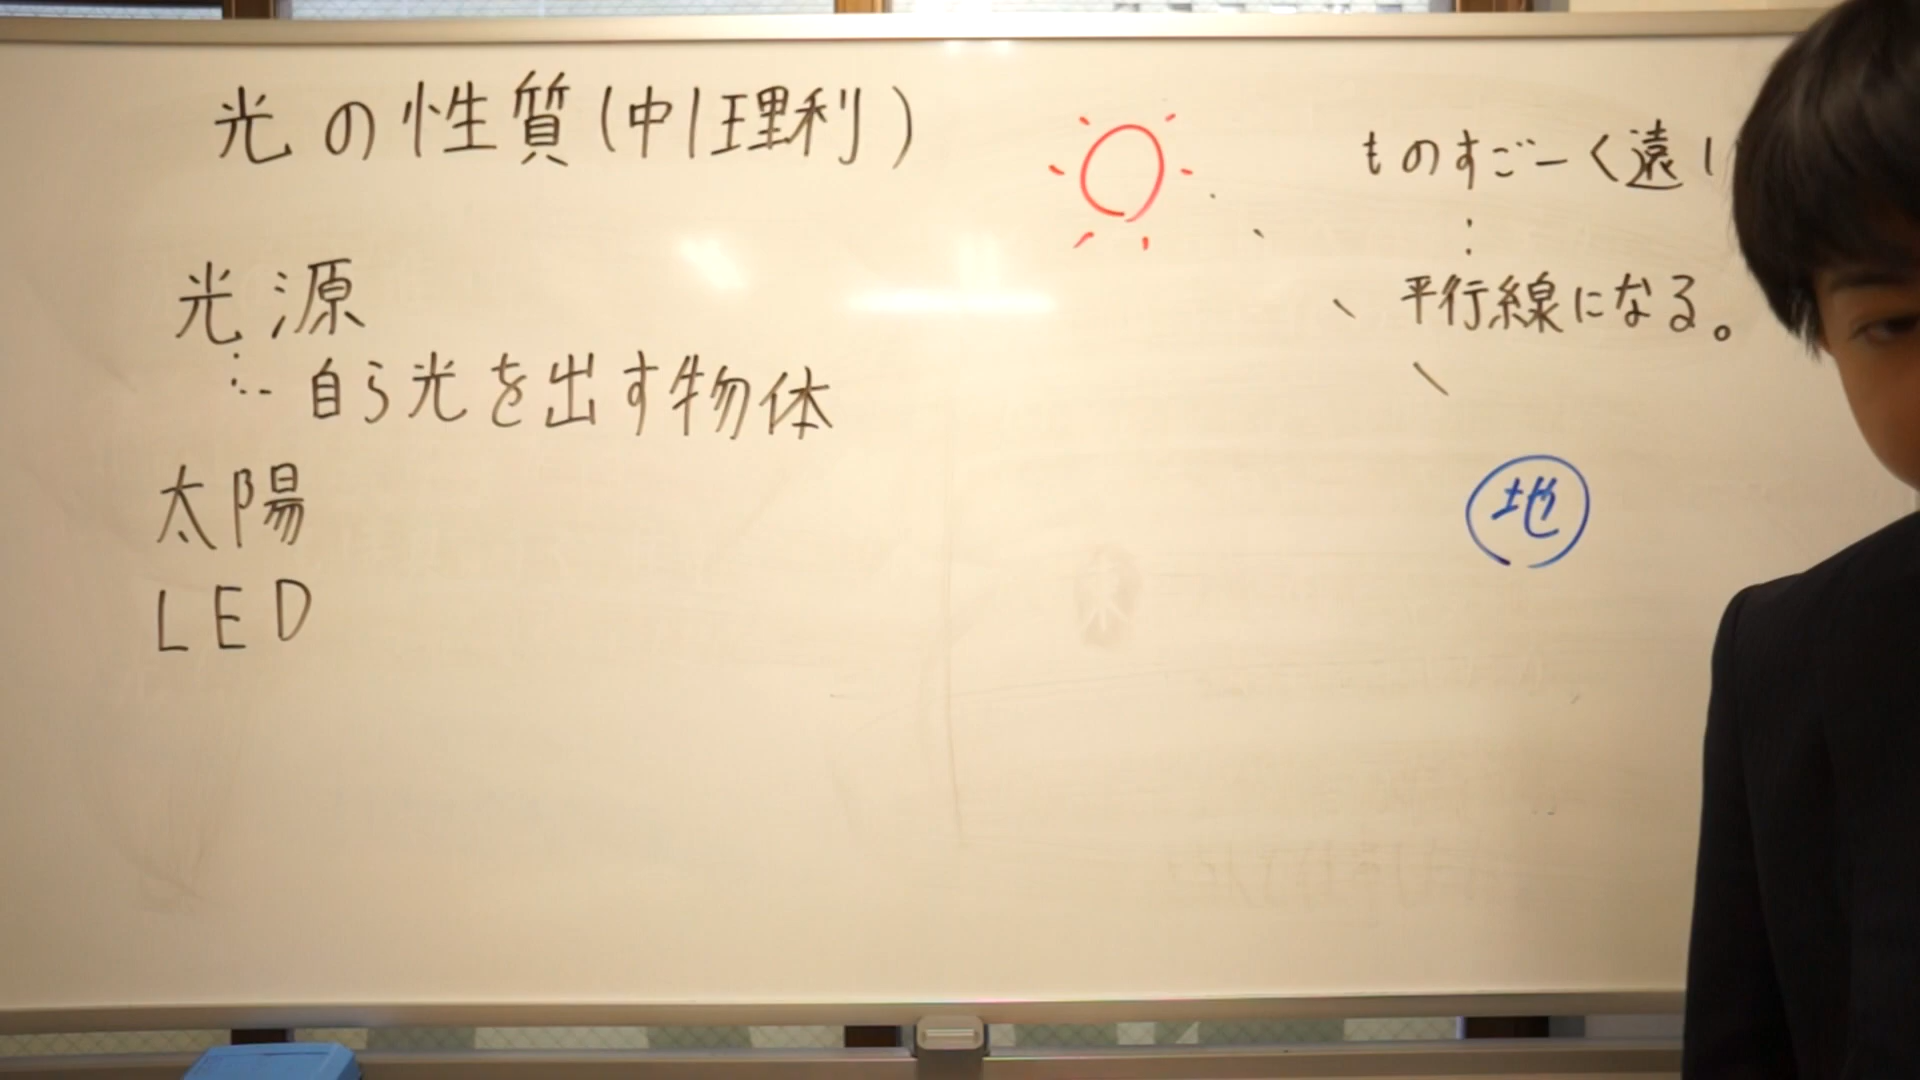 光の性質(中1理科)
光源
自ら光を出す物体
太陽
LED
ものすごーく遠い
平行線になる。
地